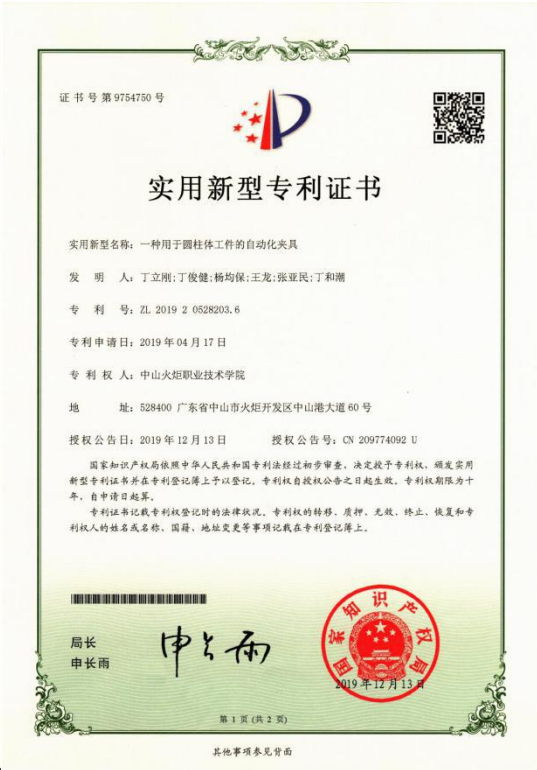 证书号第9754750号
实用新型专利证书
实用新型名称：一种用于圆柱体工件的自动化夹具
发明人：丁立刚;丁俊健;杨均保;王龙;张亚民;丁和潮
专利号：ZL 2019 2 0528203.6
专利申请日：2019年04月17日
专利权人：中山火炬职业技术学院
地址：528400 广东省中山市火炬开发区中山港大道60号
授权公告日：2019年12月13日 授权公告号：CN 209774092 U
国家知识产权局依照中华人民共和国专利法经过初步审查，决定授予专利权，颁发实用
新型专利证书并在专利登记簿上予以登记。专利权自授权公告之日起生效。专利权期限为十
年，自申请日起算。
专利证书记载专利权登记时的法律状况。专利权的转移、质押、无效、终止、恢复和专
利权人的姓名或名称、国籍、地址变更等事项记载在专利登记簿上。
局长
申长雨
申长雨
国家知识产权局
2019年12月13日
第 1 页 (共 2 页)
其他事项参见背面